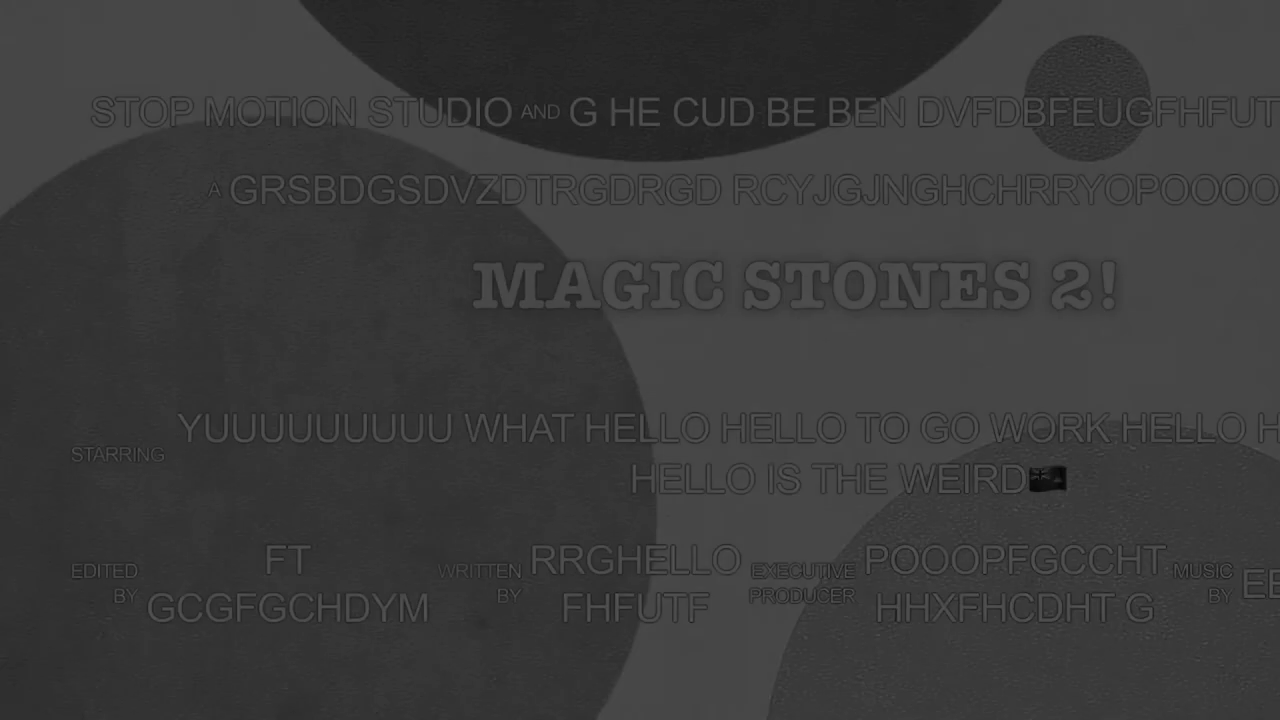 STOP MOTION STUDIO AND G HE CUD BE BEN DVFDBFEUGFHFUT
A GRSBDGSDVZDTRGDRGD RCYJGJNGHCHRRYOPOOOO
MAGIC STONES 2!
STARRING YUUUUUUUUU WHAT HELLO HELLO TO GO WORK HELLO H
HELLO IS THE WEIRD
EDITED BY FT GCGFGCHDYM WRITTEN BY RRGHELLO FHFUTF EXECUTIVE PRODUCER POOOPFGCCHT HHXFHCDHT G MUSIC BY EE